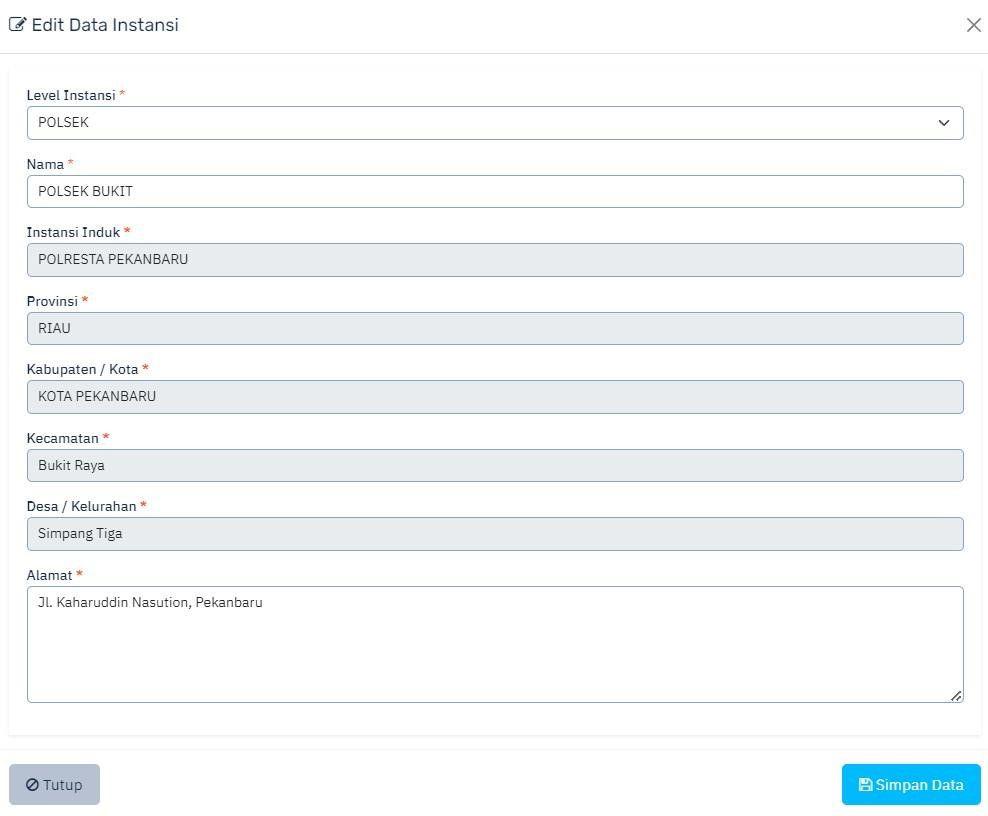 Edit Data Instansi
Level Instansi *
POLSEK
Nama *
POLSEK BUKIT
Instansi Induk *
POLRESTA PEKANBARU
Provinsi *
RIAU
Kabupaten / Kota *
KOTA PEKANBARU
Kecamatan *
Bukit Raya
Desa / Kelurahan *
Simpang Tiga
Alamat *
Jl. Kaharuddin Nasution, Pekanbaru
Tutup
Simpan Data